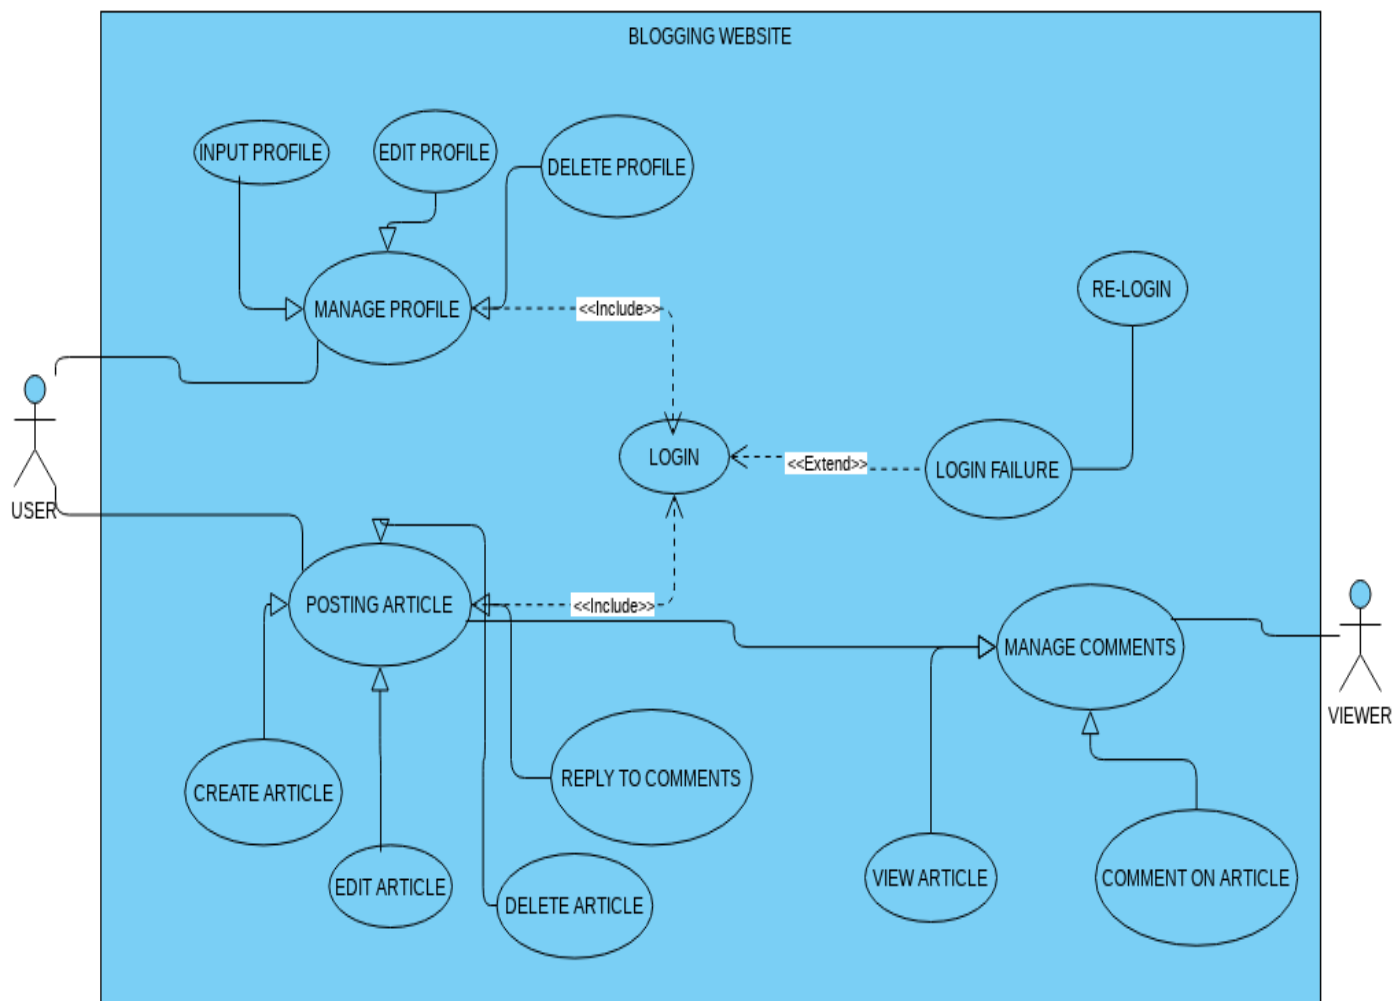 BLOGGING WEBSITE
INPUT PROFILE
EDIT PROFILE
DELETE PROFILE
MANAGE PROFILE
<<Include>>
RE-LOGIN
LOGIN
<<Extend>>
LOGIN FAILURE
USER
POSTING ARTICLE
<<Include>>
MANAGE COMMENTS
VIEWER
CREATE ARTICLE
REPLY TO COMMENTS
EDIT ARTICLE
DELETE ARTICLE
VIEW ARTICLE
COMMENT ON ARTICLE